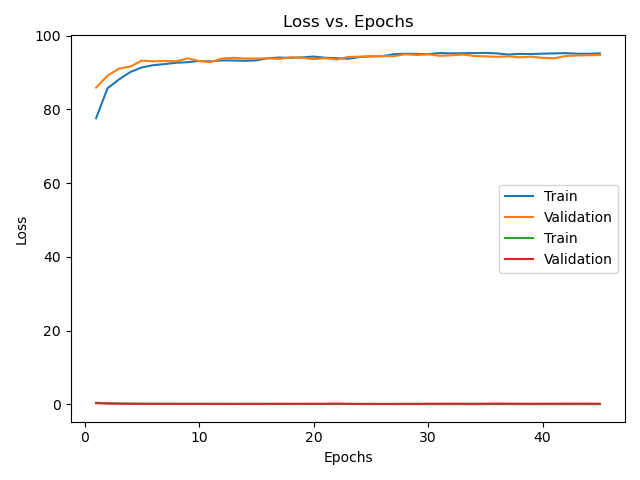 Loss vs. Epochs
100
80
60
40
20
0
Loss
Train
Validation
Train
Validation
0 10 20 30 40
Epochs